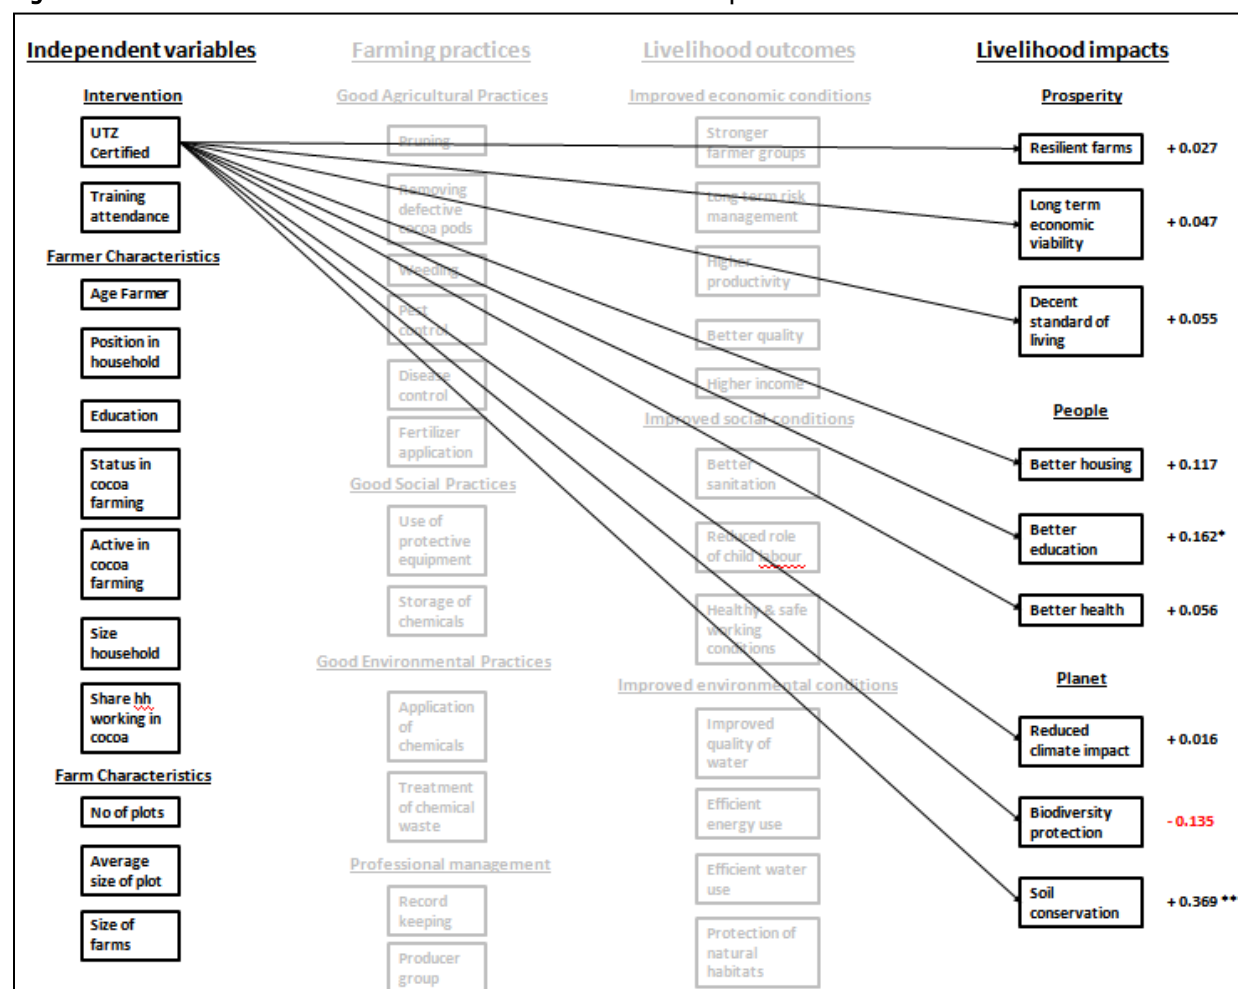 Independent variables
Intervention
UTZ
Certified
Training
attendance
Farmer Characteristics
Age Farmer
Position in
household
Education
Status in
cocoa
farming
Active in
cocoa
farming
Size
household
Share hh
working in
cocoa
Farm Characteristics
No of plots
Average
size of plot
Size of
farms
Farming practices
Good Agricultural Practices
Pruning
Removing
defective
cocoa pods
Weeding
Pest
control
Disease
control
Fertilizer
application
Good Social Practices
Use of
protective
equipment
Storage of
chemicals
Good Environmental Practices
Application
of
chemicals
Treatment
of chemical
waste
Professional management
Record
keeping
Producer
group
Livelihood outcomes
Improved economic conditions
Stronger
farmer groups
Long term risk
management
Higher
productivity
Better quality
Higher income
Improved social conditions
Better
sanitation
Reduced role
of child labour
Healthy & safe
working
conditions
Improved environmental conditions
Improved
quality of
water
Efficient
energy use
Efficient water
use
Protection of
natural
habitats
Livelihood impacts
Prosperity
Resilient farms + 0.027
Long term
economic + 0.047
viability
Decent
standard of + 0.055
living
People
Better housing + 0.117
Better
education + 0.162*
Better health + 0.056
Planet
Reduced
climate impact + 0.016
Biodiversity
protection - 0.135
Soil
conservation + 0.369 **